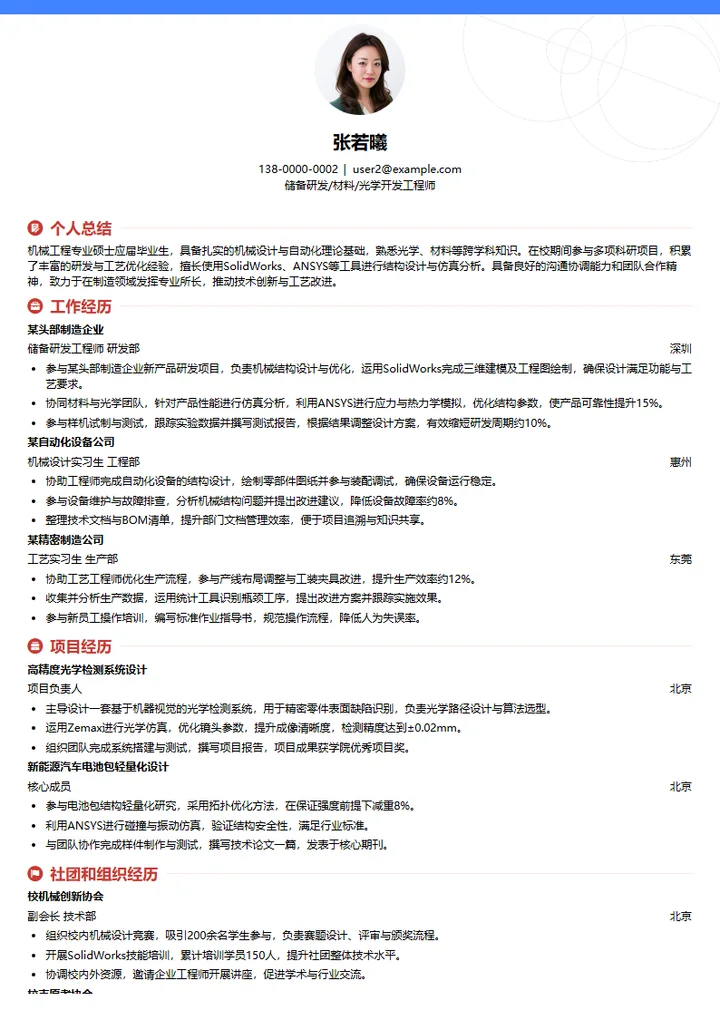 张若曦
138-0000-0002 | user2@example.com
储备研发/材料/光学开发工程师
个人总结
机械工程专业硕士应届毕业生，具备扎实的机械设计与自动化理论基础，熟悉光学、材料等跨学科知识。在校期间参与多项科研项目，积累
了丰富的研发与工艺优化经验，擅长使用SolidWorks、ANSYS等工具进行结构设计与仿真分析。具备良好的沟通协调能力和团队合作精
神，致力于在制造领域发挥专业所长，推动技术创新与工艺改进。
工作经历
某头部制造企业
储备研发工程师 研发部 深圳
• 参与某头部制造企业新产品研发项目，负责机械结构设计与优化，运用SolidWorks完成三维建模及工程图绘制，确保设计满足功能与工
艺要求。
• 协同材料与光学团队，针对产品性能进行仿真分析，利用ANSYS进行应力与热力学模拟，优化结构参数，使产品可靠性提升15%。
• 参与样机试制与测试，跟踪实验数据并撰写测试报告，根据结果调整设计方案，有效缩短研发周期约10%。
某自动化设备公司
机械设计实习生 工程部 惠州
• 协助工程师完成自动化设备的结构设计，绘制零部件图纸并参与装配调试，确保设备运行稳定。
• 参与设备维护与故障排查，分析机械结构问题并提出改进建议，降低设备故障率约8%。
• 整理技术文档与BOM清单，提升部门文档管理效率，便于项目追溯与知识共享。
某精密制造公司
工艺实习生 生产部 东莞
• 协助工艺工程师优化生产流程，参与产线布局调整与工装夹具改进，提升生产效率约12%。
• 收集并分析生产数据，运用统计工具识别瓶颈工序，提出改进方案并跟踪实施效果。
• 参与新员工操作培训，编写标准作业指导书，规范操作流程，降低人为失误率。
项目经历
高精度光学检测系统设计
项目负责人 北京
• 主导设计一套基于机器视觉的光学检测系统，用于精密零件表面缺陷识别，负责光学路径设计与算法选型。
• 运用Zemax进行光学仿真，优化镜头参数，提升成像清晰度，检测精度达到±0.02mm。
• 组织团队完成系统搭建与测试，撰写项目报告，项目成果获学院优秀项目奖。
新能源汽车电池包轻量化设计
核心成员 北京
• 参与电池包结构轻量化研究，采用拓扑优化方法，在保证强度前提下减重8%。
• 利用ANSYS进行碰撞与振动仿真，验证结构安全性，满足行业标准。
• 与团队协作完成样件制作与测试，撰写技术论文一篇，发表于核心期刊。
社团和组织经历
校机械创新协会
副会长 技术部 北京
• 组织校内机械设计竞赛，吸引200余名学生参与，负责赛题设计、评审与颁奖流程。
• 开展SolidWorks技能培训，累计培训学员150人，提升社团整体技术水平。
• 协调校内外资源，邀请企业工程师开展讲座，促进学术与行业交流。